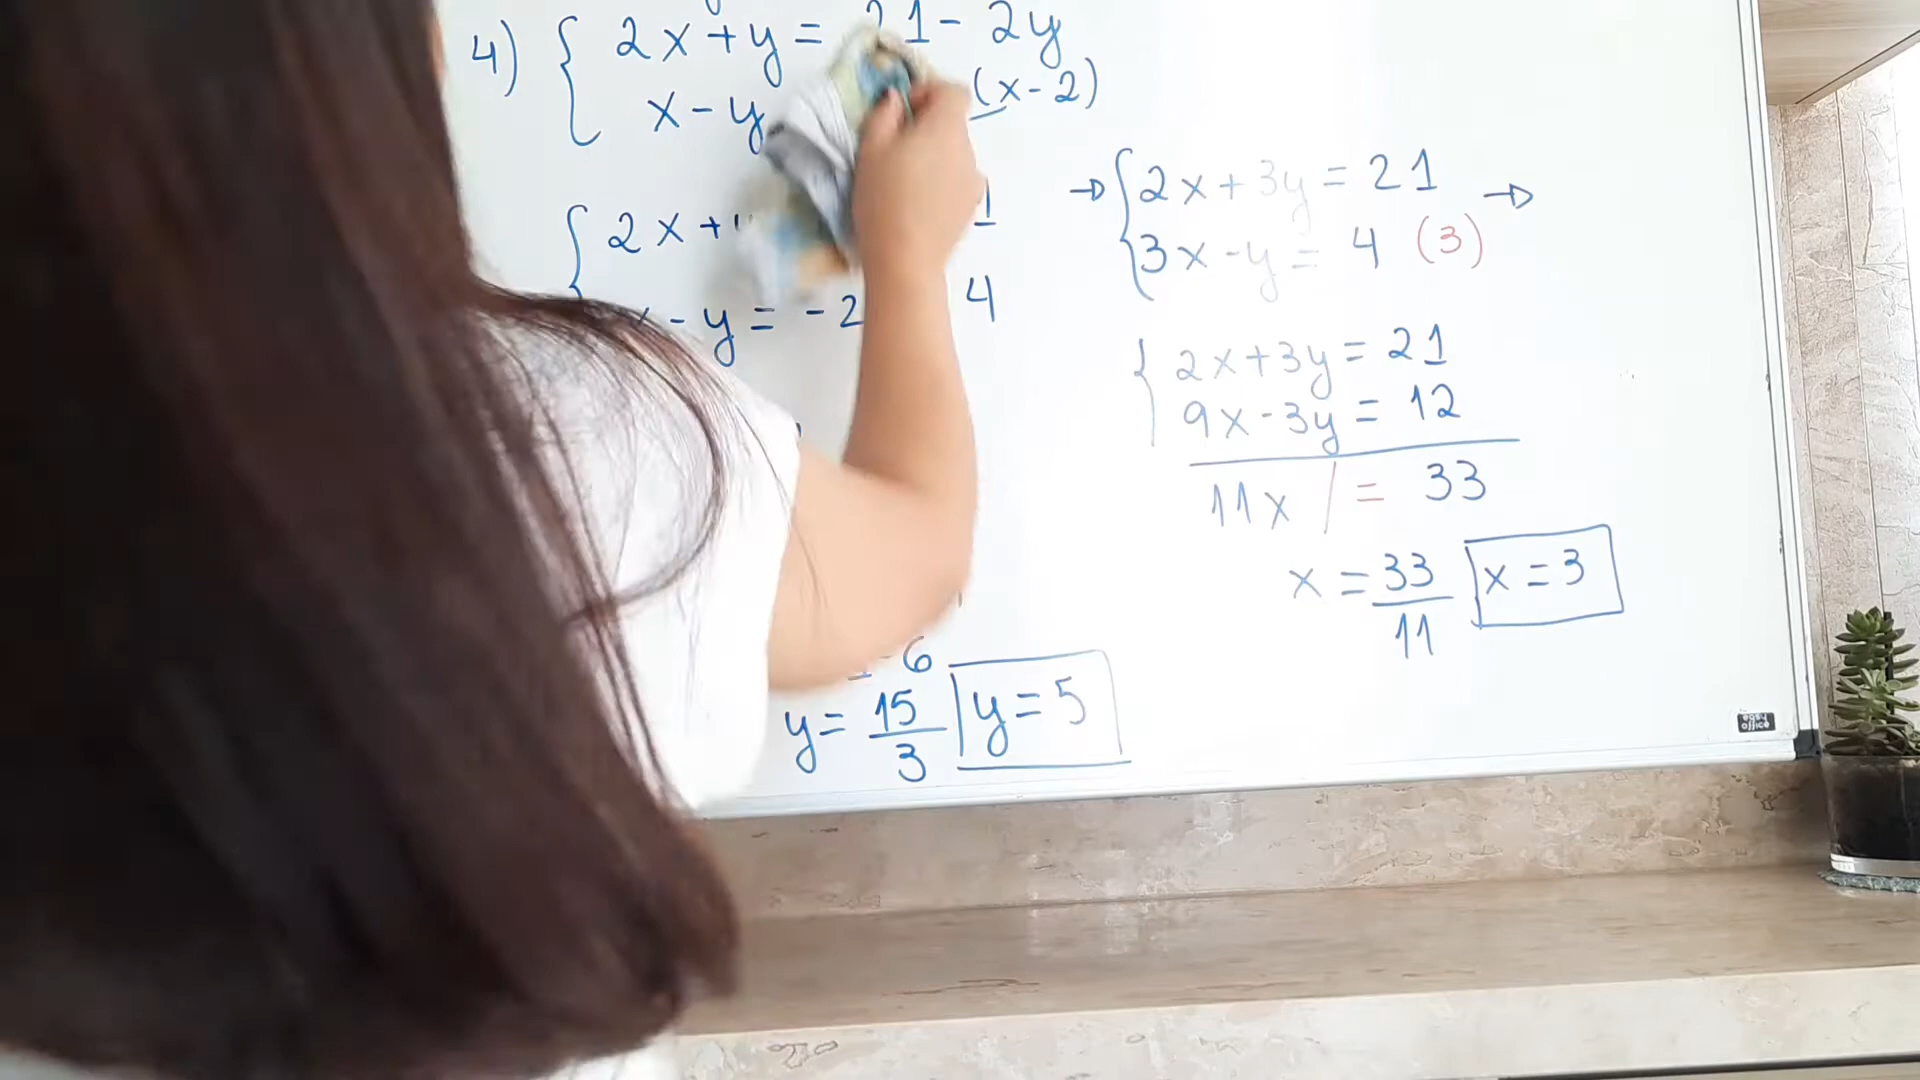 4) { 2x+y = 21 - 2y
x - y (x-2)
{ 2x + 1
x - y = -2 4
→ { 2x + 3y = 21 →
3x - y = 4 (3)
{ 2x + 3y = 21
9x - 3y = 12
11x / = 33
x = 33/11 x = 3
- 6
y = 15/3 y = 5